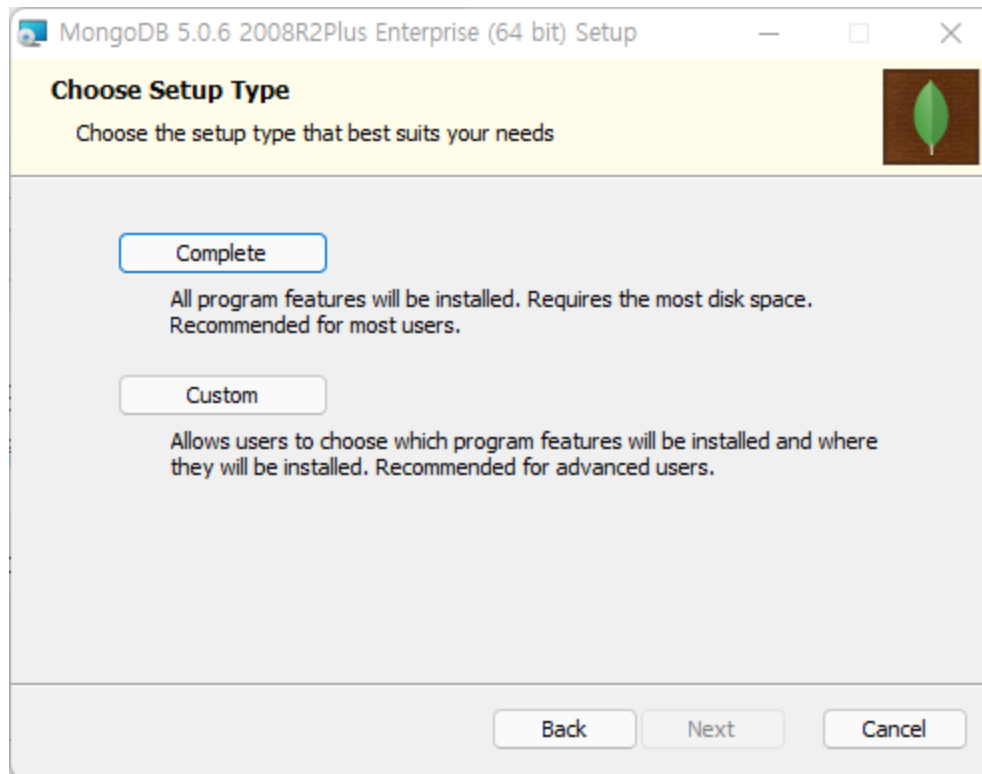 MongoDB 5.0.6 2008R2Plus Enterprise (64 bit) Setup
Choose Setup Type
Choose the setup type that best suits your needs
Complete
All program features will be installed. Requires the most disk space.
Recommended for most users.
Custom
Allows users to choose which program features will be installed and where
they will be installed. Recommended for advanced users.
Back
Next
Cancel